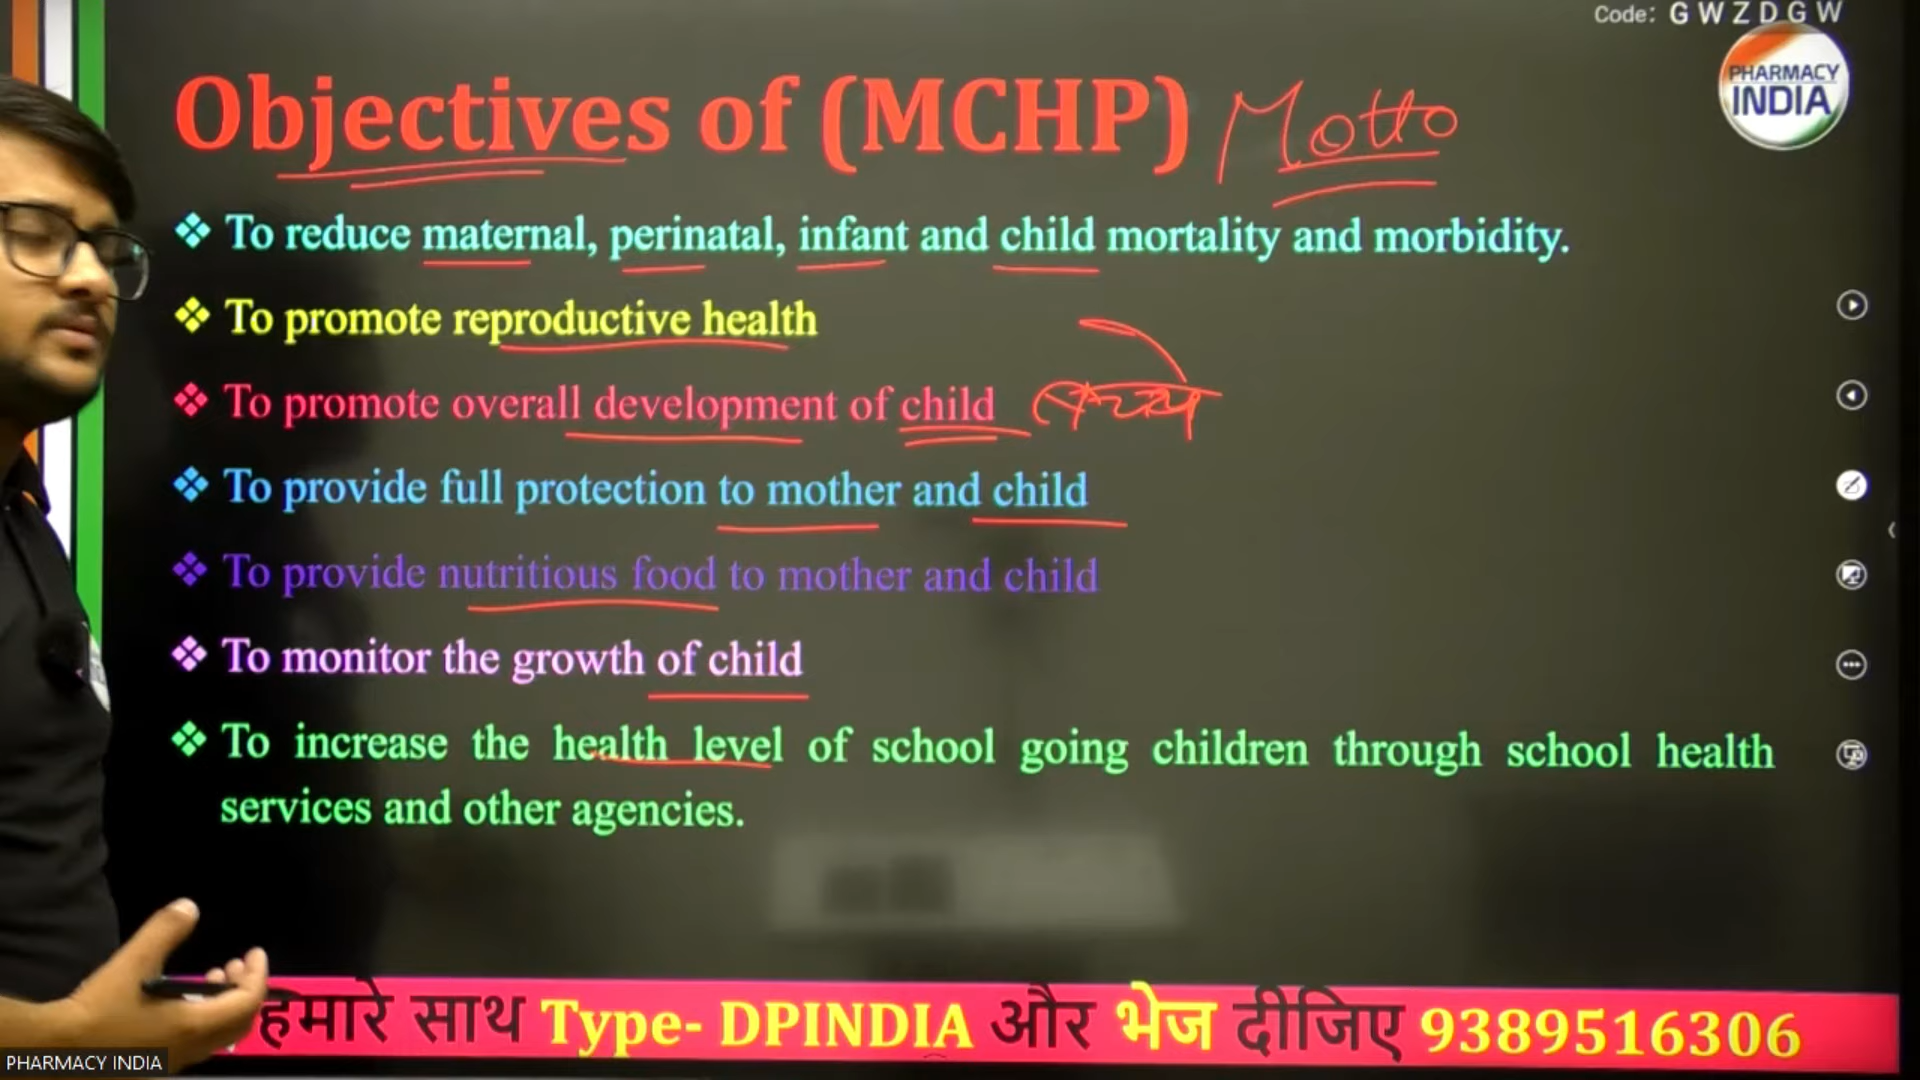 Code: G W Z D G W
PHARMACY
INDIA
Objectives of (MCHP) Motto
❖ To reduce maternal, perinatal, infant and child mortality and morbidity.
❖ To promote reproductive health
❖ To promote overall development of child
❖ To provide full protection to mother and child
❖ To provide nutritious food to mother and child
❖ To monitor the growth of child
❖ To increase the health level of school going children through school health
services and other agencies.
हमारे साथ Type- DPINDIA और भेज दीजिए 9389516306
PHARMACY INDIA